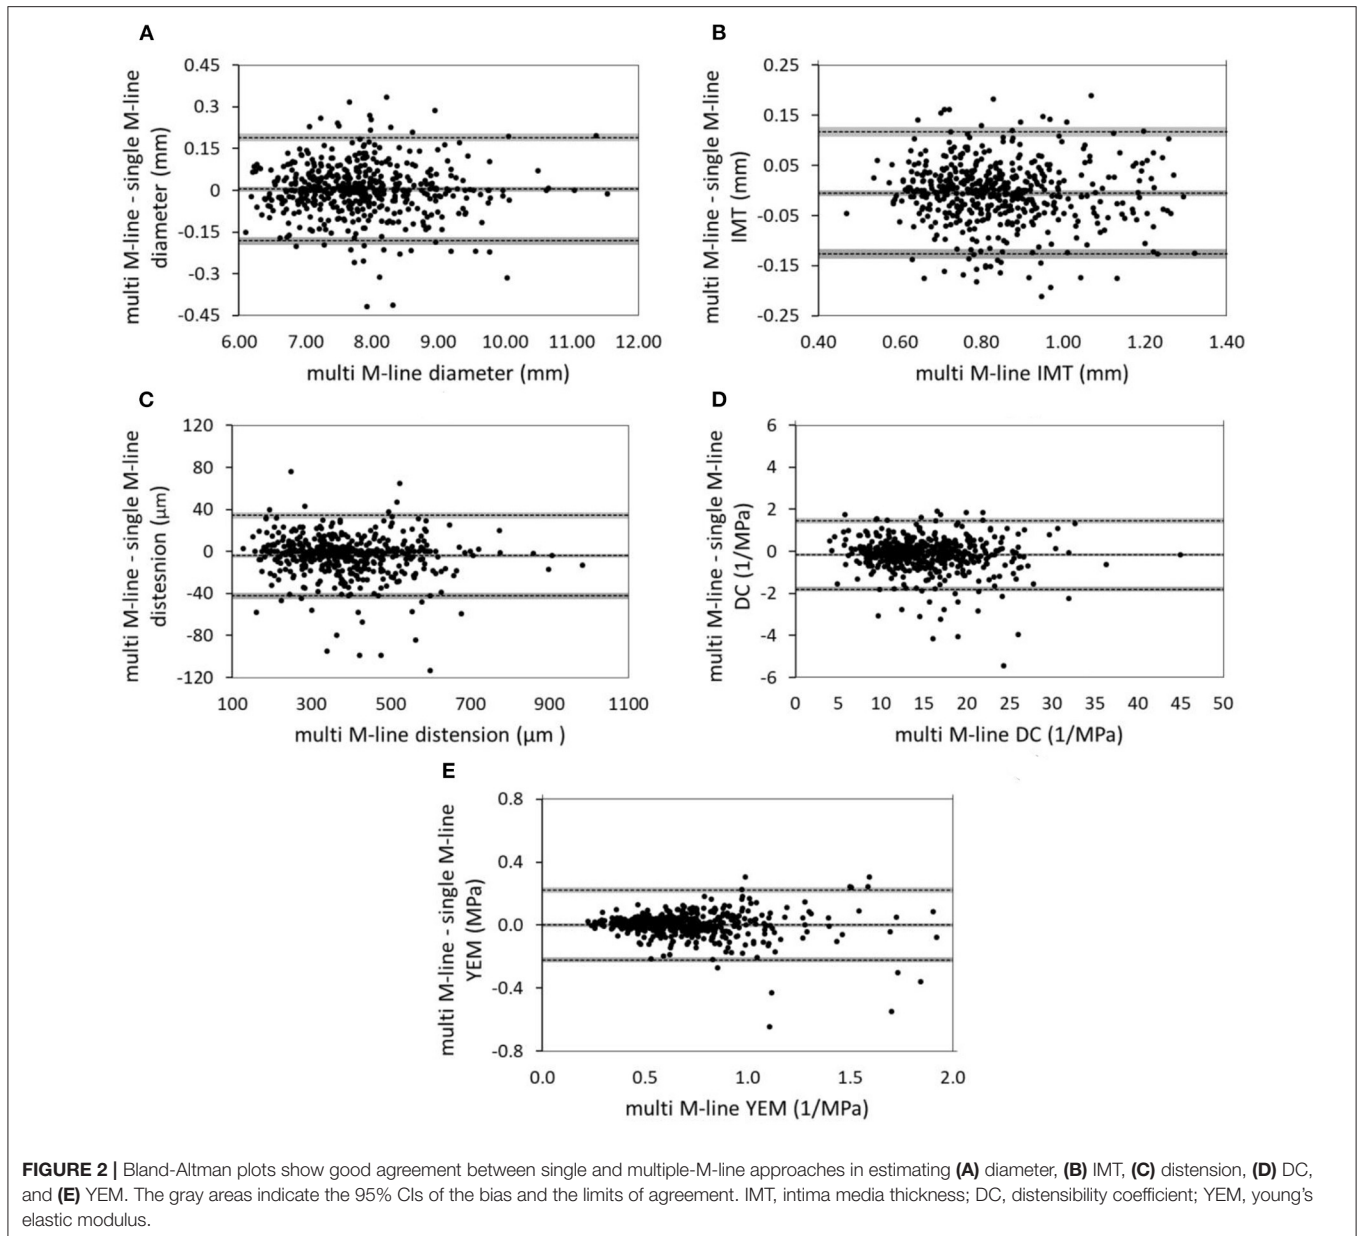 A
multi M-line - single M-line
diameter (mm)
0.45
0.3
0.15
0
-0.15
-0.3
-0.45
6.00 7.00 8.00 9.00 10.00 11.00 12.00
multi M-line diameter (mm)
B
multi M-line - single M-line
IMT (mm)
0.25
0.15
0.05
-0.05
-0.15
-0.25
0.40 0.60 0.80 1.00 1.20 1.40
multi M-line IMT (mm)
C
multi M-line - single M-line
distesnion (µm)
120
80
40
0
-40
-80
-120
100 300 500 700 900 1100
multi M-line distension (µm )
D
multi M-line - single M-line
DC (1/MPa)
6
4
2
0
-2
-4
-6
0 5 10 15 20 25 30 35 40 45 50
multi M-line DC (1/MPa)
E
multi M-line - single M-line
YEM (MPa)
0.8
0.4
0.0
-0.4
-0.8
0.0 0.5 1.0 1.5 2.0
multi M-line YEM (1/MPa)
FIGURE 2 | Bland-Altman plots show good agreement between single and multiple-M-line approaches in estimating (A) diameter, (B) IMT, (C) distension, (D) DC,
and (E) YEM. The gray areas indicate the 95% CIs of the bias and the limits of agreement. IMT, intima media thickness; DC, distensibility coefficient; YEM, young's
elastic modulus.